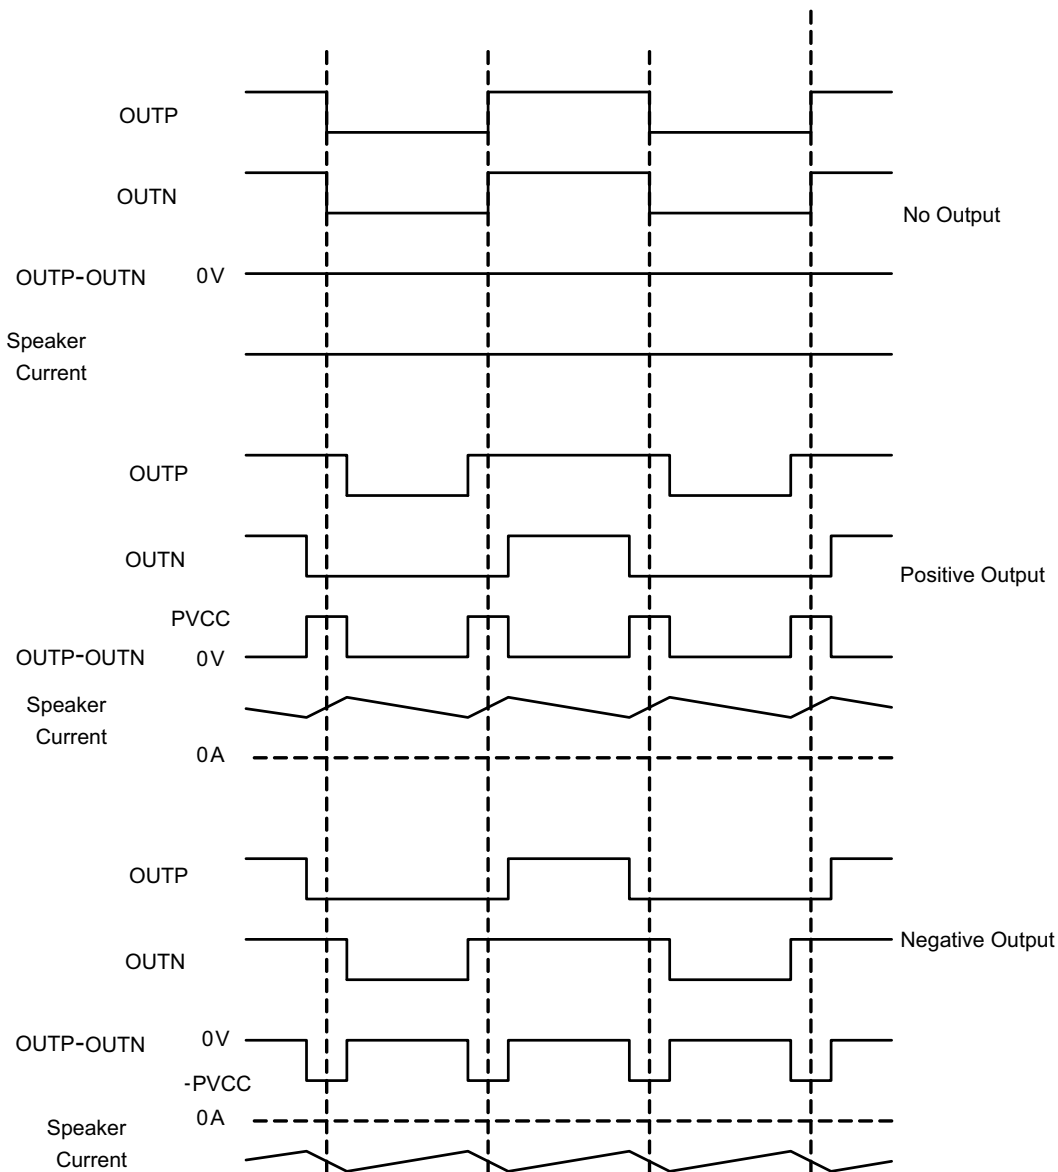 OUTP
OUTN
No Output
OUTP-OUTN 0V
Speaker
Current
OUTP
OUTN
Positive Output
PVCC
OUTP-OUTN 0V
Speaker
Current
0A
OUTP
OUTN
Negative Output
OUTP-OUTN 0V
-PVCC
0A
Speaker
Current